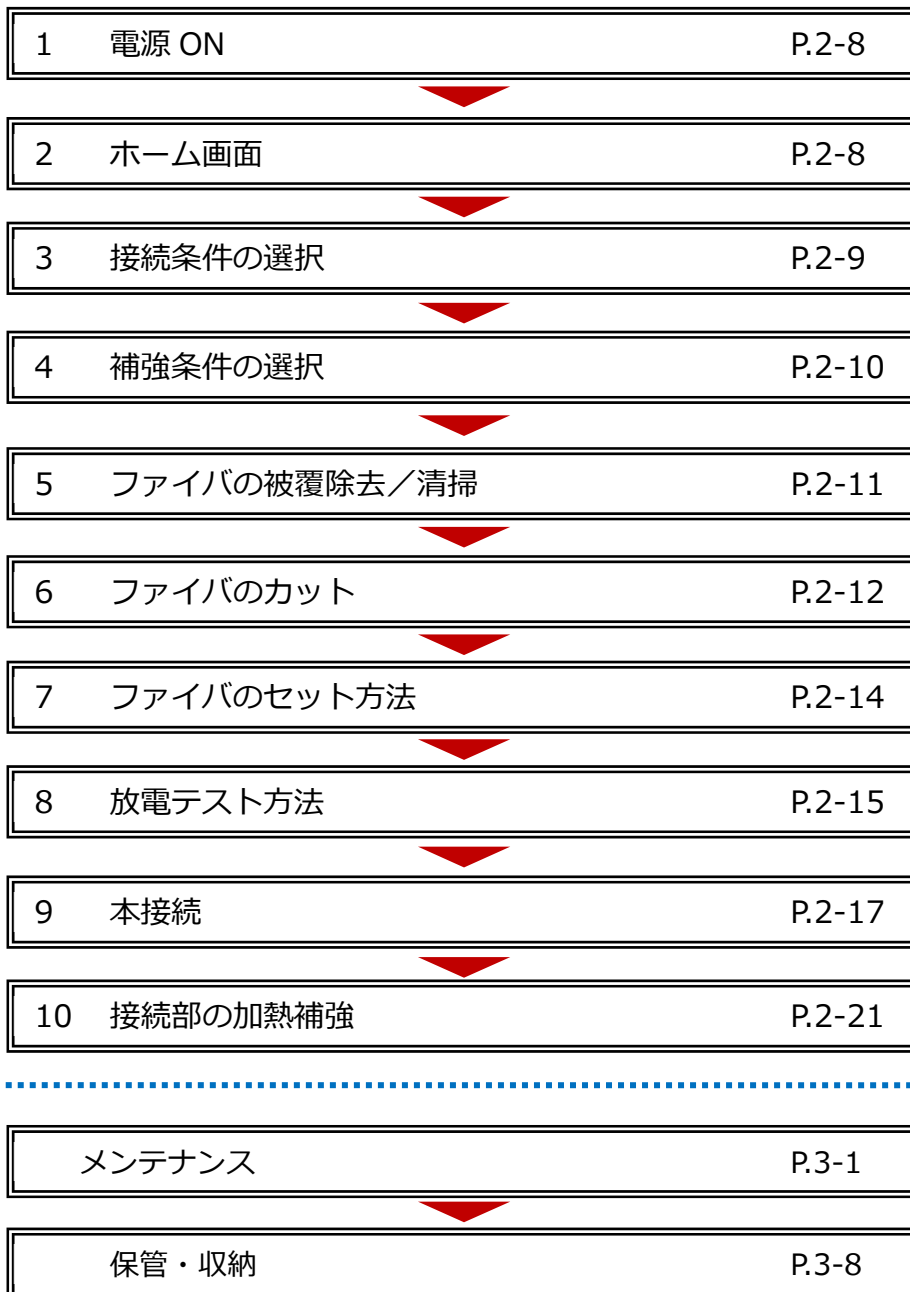 1 電源 ON P.2-8
2 ホーム画面 P.2-8
3 接続条件の選択 P.2-9
4 補強条件の選択 P.2-10
5 ファイバの被覆除去／清掃 P.2-11
6 ファイバのカット P.2-12
7 ファイバのセット方法 P.2-14
8 放電テスト方法 P.2-15
9 本接続 P.2-17
10 接続部の加熱補強 P.2-21
メンテナンス P.3-1
保管・収納 P.3-8